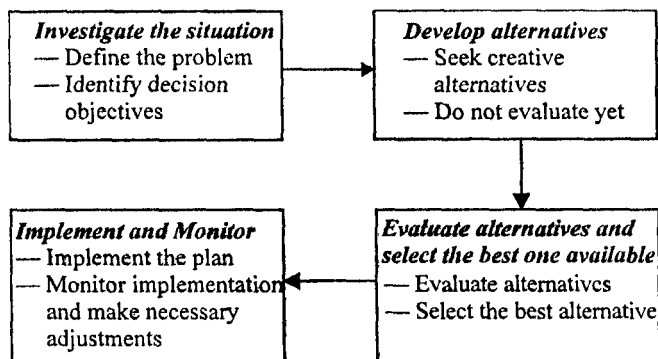 Investigate the situation
— Define the problem
— Identify decision
objectives
Develop alternatives
— Seek creative
alternatives
— Do not evaluate yet
Evaluate alternatives and
select the best one available
— Evaluate alternativcs
— Select the best alternative
Implement and Monitor
— Implement the plan
— Monitor implementation
and make necessary
adjustments